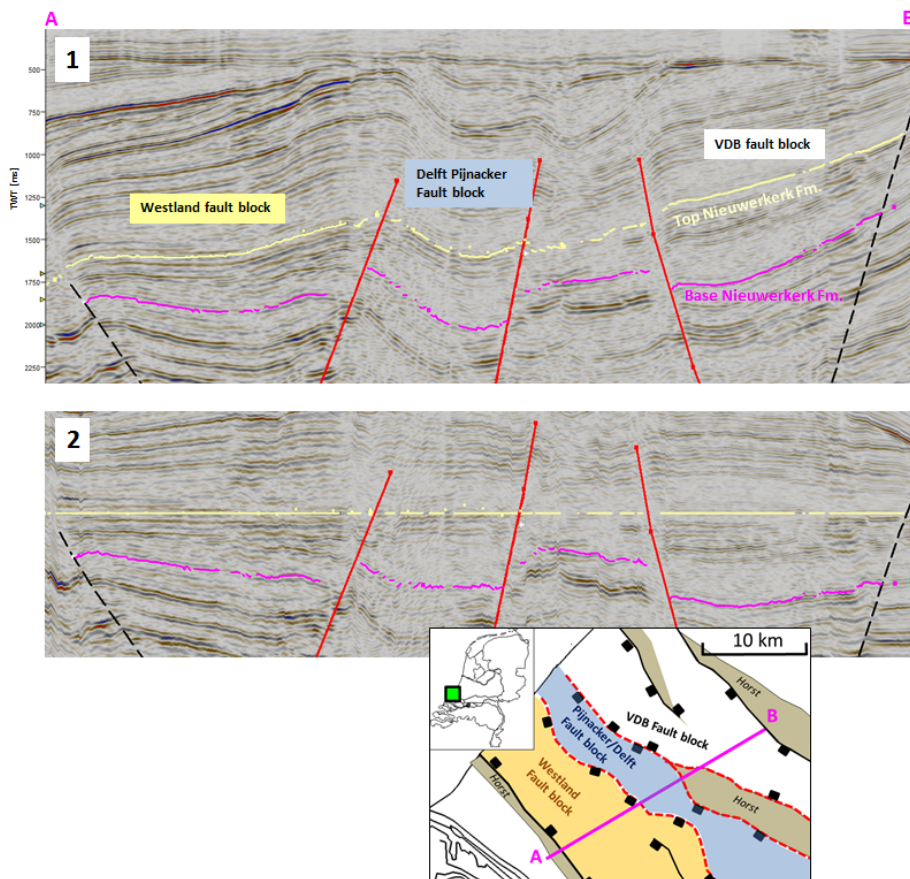 A
B
1
500
750
1000
1250
1500
1750
2000
2250
TWT [ms]
Westland fault block
Delft Pijnacker
Fault block
VDB fault block
Top Nieuwerkerk Fm.
Base Nieuwerkerk Fm.
2
10 km
Horst
B
VDB Fault block
Pijnacker/Delft
Fault block
Westland
Fault block
Horst
Horst
A